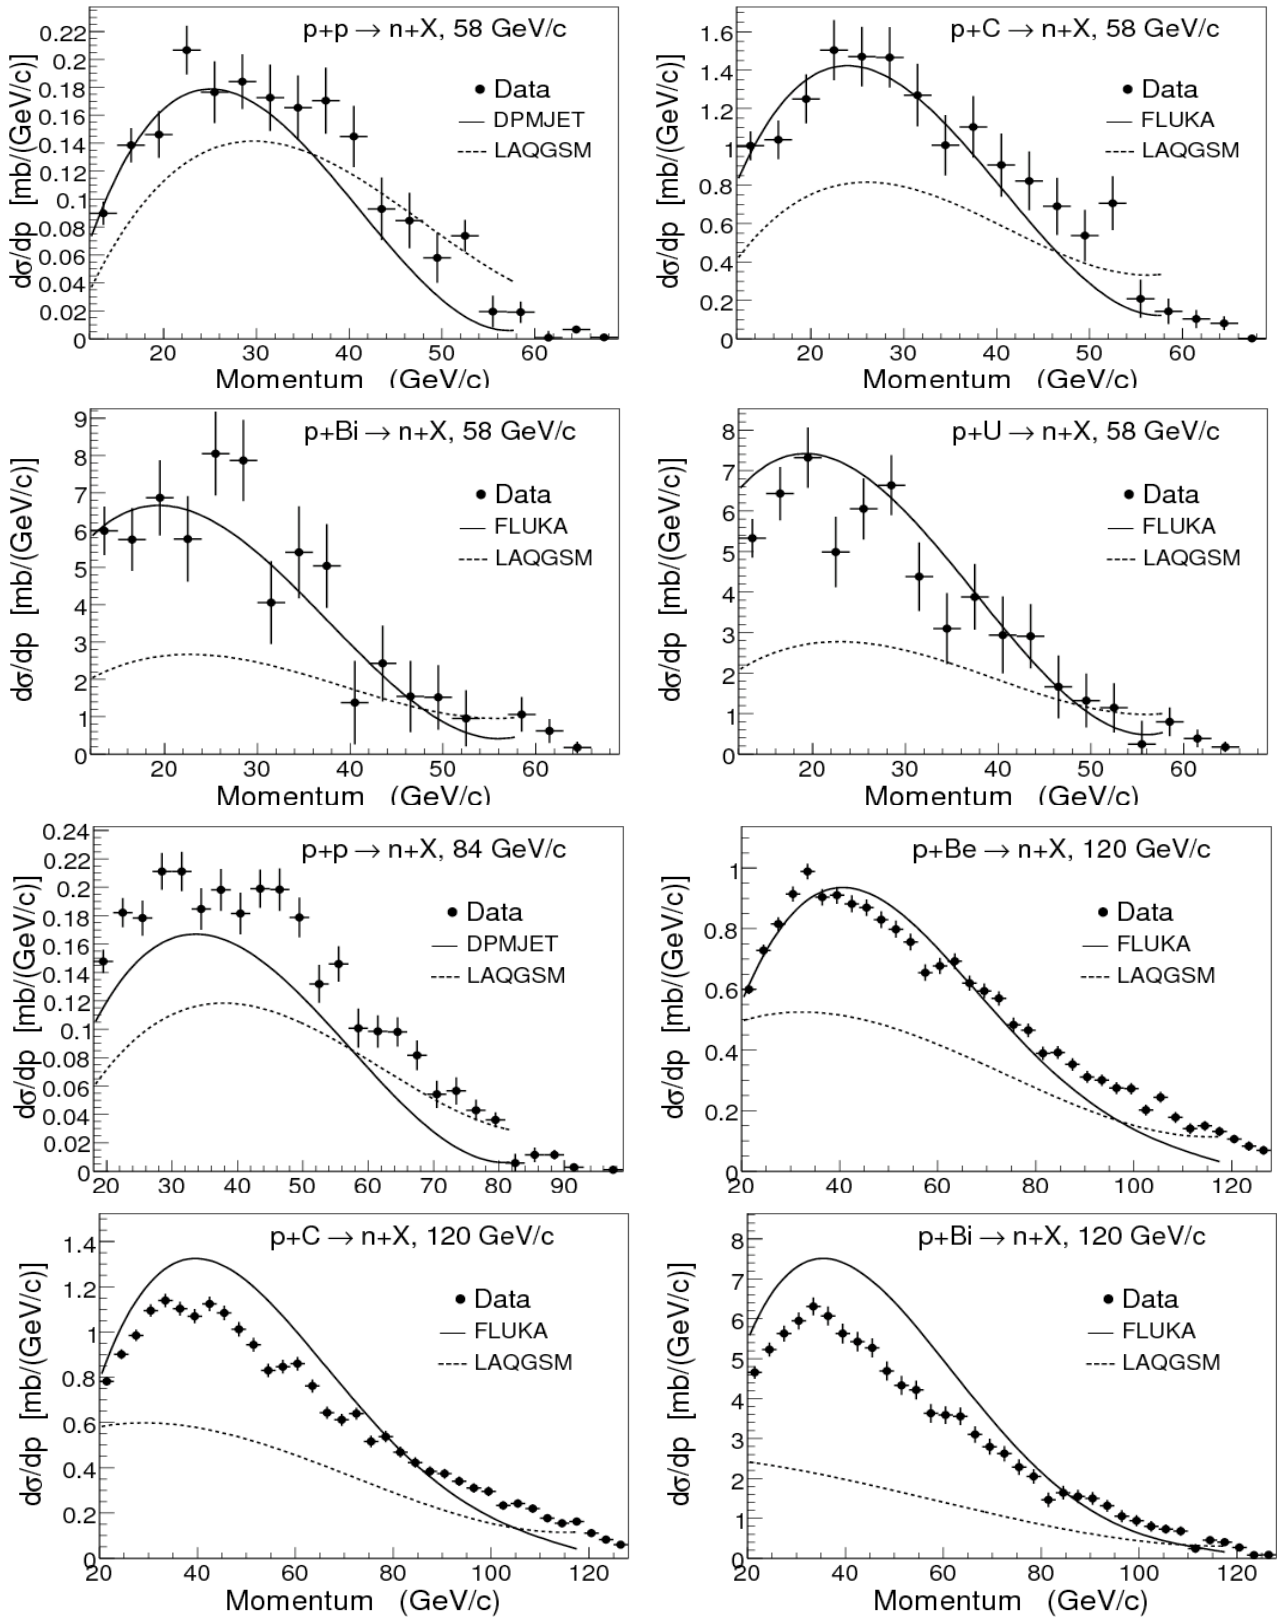 p+p → n+X, 58 GeV/c
Data
DPMJET
LAQGSM
dσ/dp [mb/(GeV/c)]
0.22
0.2
0.18
0.16
0.14
0.12
0.1
0.08
0.06
0.04
0.02
0
20 30 40 50 60
Momentum (GeV/c)
p+C → n+X, 58 GeV/c
Data
FLUKA
LAQGSM
dσ/dp [mb/(GeV/c)]
1.6
1.4
1.2
1
0.8
0.6
0.4
0.2
0
20 30 40 50 60
Momentum (GeV/c)
p+Bi → n+X, 58 GeV/c
Data
FLUKA
LAQGSM
dσ/dp [mb/(GeV/c)]
9
8
7
6
5
4
3
2
1
0
20 30 40 50 60
Momentum (GeV/c)
p+U → n+X, 58 GeV/c
Data
FLUKA
LAQGSM
dσ/dp [mb/(GeV/c)]
8
7
6
5
4
3
2
1
0
20 30 40 50 60
Momentum (GeV/c)
p+p → n+X, 84 GeV/c
Data
DPMJET
LAQGSM
dσ/dp [mb/(GeV/c)]
0.24
0.22
0.2
0.18
0.16
0.14
0.12
0.1
0.08
0.06
0.04
0.02
0
20 30 40 50 60 70 80 90
p+Be → n+X, 120 GeV/c
Data
FLUKA
LAQGSM
dσ/dp [mb/(GeV/c)]
1
0.8
0.6
0.4
0.2
0
20 40 60 80 100 120
p+C → n+X, 120 GeV/c
Data
FLUKA
LAQGSM
dσ/dp [mb/(GeV/c)]
1.4
1.2
1
0.8
0.6
0.4
0.2
0
20 40 60 80 100 120
Momentum (GeV/c)
p+Bi → n+X, 120 GeV/c
Data
FLUKA
LAQGSM
dσ/dp [mb/(GeV/c)]
8
7
6
5
4
3
2
1
0
20 40 60 80 100 120
Momentum (GeV/c)